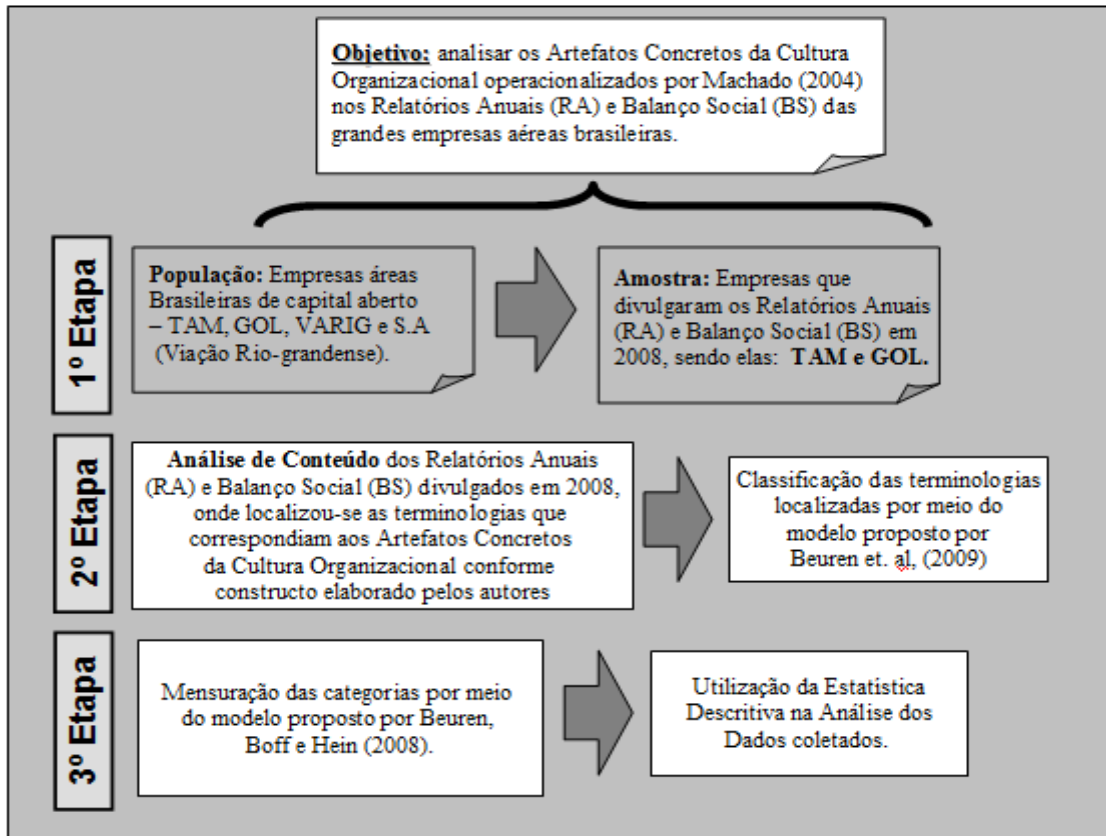 Objetivo: analisar os Artefatos Concretos da Cultura
Organizacional operacionalizados por Machado (2004)
nos Relatórios Anuais (RA) e Balanço Social (BS) das
grandes empresas aéreas brasileiras.
1º Etapa
População: Empresas áreas
Brasileiras de capital aberto
– TAM, GOL, VARIG e S.A
(Viação Rio-grandense).
Amostra: Empresas que
divulgaram os Relatórios Anuais
(RA) e Balanço Social (BS) em
2008, sendo elas: TAM e GOL.
2º Etapa
Análise de Conteúdo dos Relatórios Anuais
(RA) e Balanço Social (BS) divulgados em 2008,
onde localizou-se as terminologias que
correspondiam aos Artefatos Concretos
da Cultura Organizacional conforme
constructo elaborado pelos autores
Classificação das terminologias
localizadas por meio do
modelo proposto por
Beuren et. al, (2009)
3º Etapa
Mensuração das categorias por meio
do modelo proposto por Beuren,
Boff e Hein (2008).
Utilização da Estatística
Descritiva na Análise dos
Dados coletados.